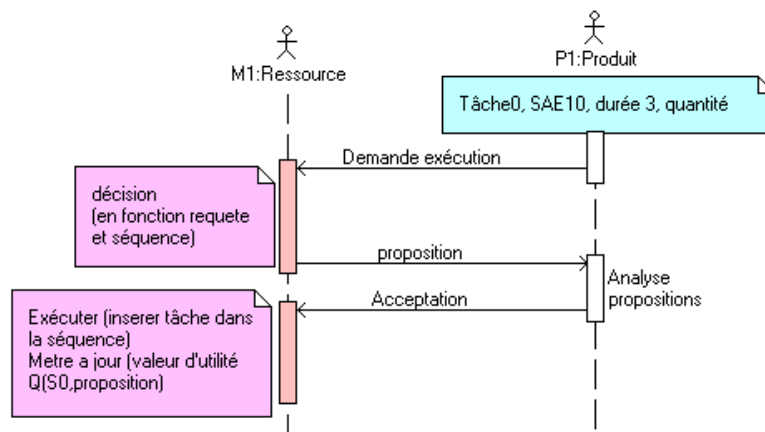 M1:Ressource
P1:Produit
Tâche0, SAE10, durée 3, quantité
Demande exécution
décision
(en fonction requete
et séquence)
proposition
Analyse
propositions
Acceptation
Exécuter (inserer tâche dans
la séquence)
Metre a jour (valeur d'utilité
Q(S0,proposition)